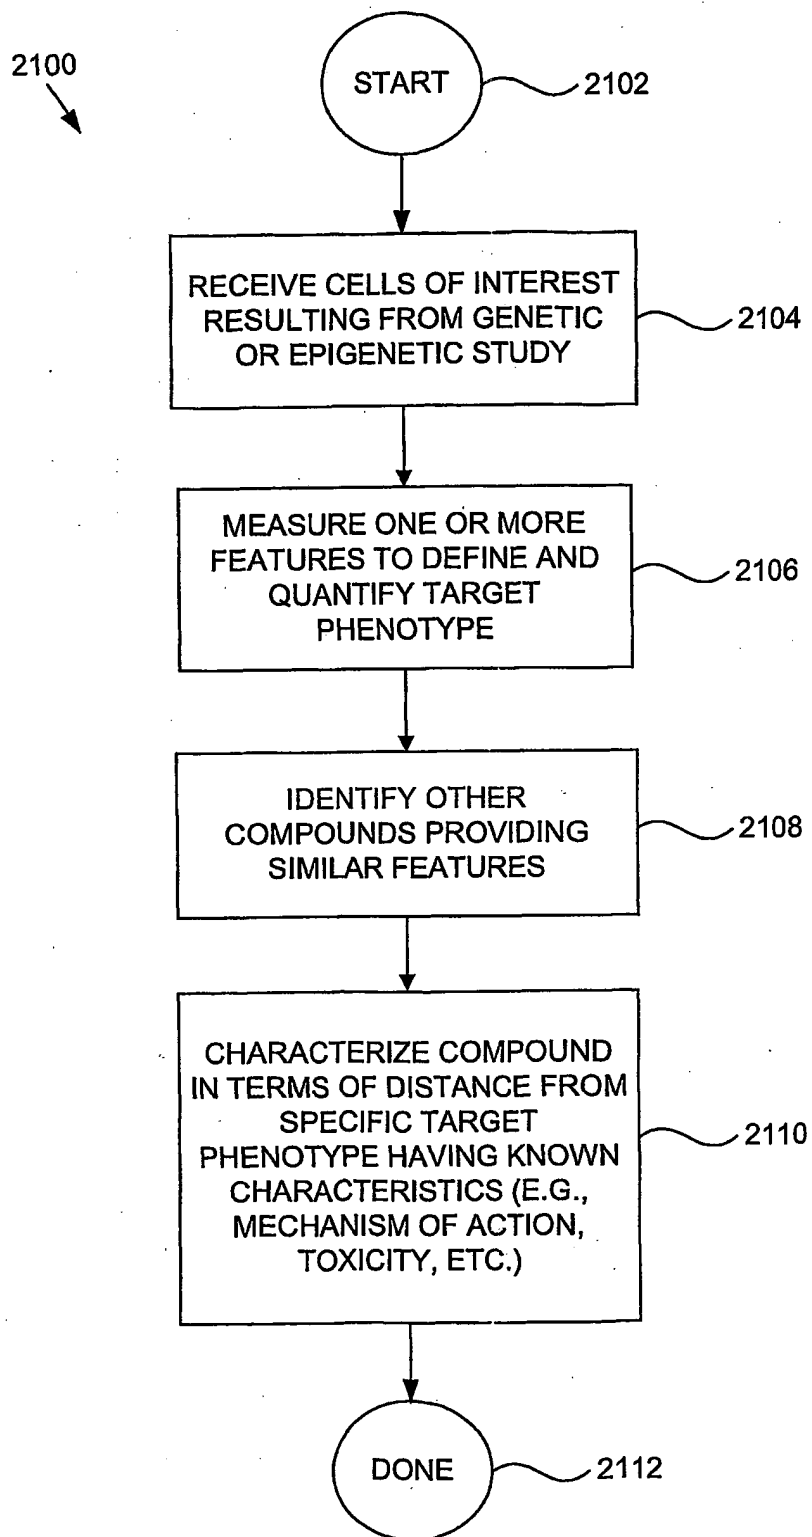 2100
START
2102
RECEIVE CELLS OF INTEREST
RESULTING FROM GENETIC
OR EPIGENETIC STUDY
2104
MEASURE ONE OR MORE
FEATURES TO DEFINE AND
QUANTIFY TARGET
PHENOTYPE
2106
IDENTIFY OTHER
COMPOUNDS PROVIDING
SIMILAR FEATURES
2108
CHARACTERIZE COMPOUND
IN TERMS OF DISTANCE FROM
SPECIFIC TARGET
PHENOTYPE HAVING KNOWN
CHARACTERISTICS (E.G.,
MECHANISM OF ACTION,
TOXICITY, ETC.)
2110
DONE
2112